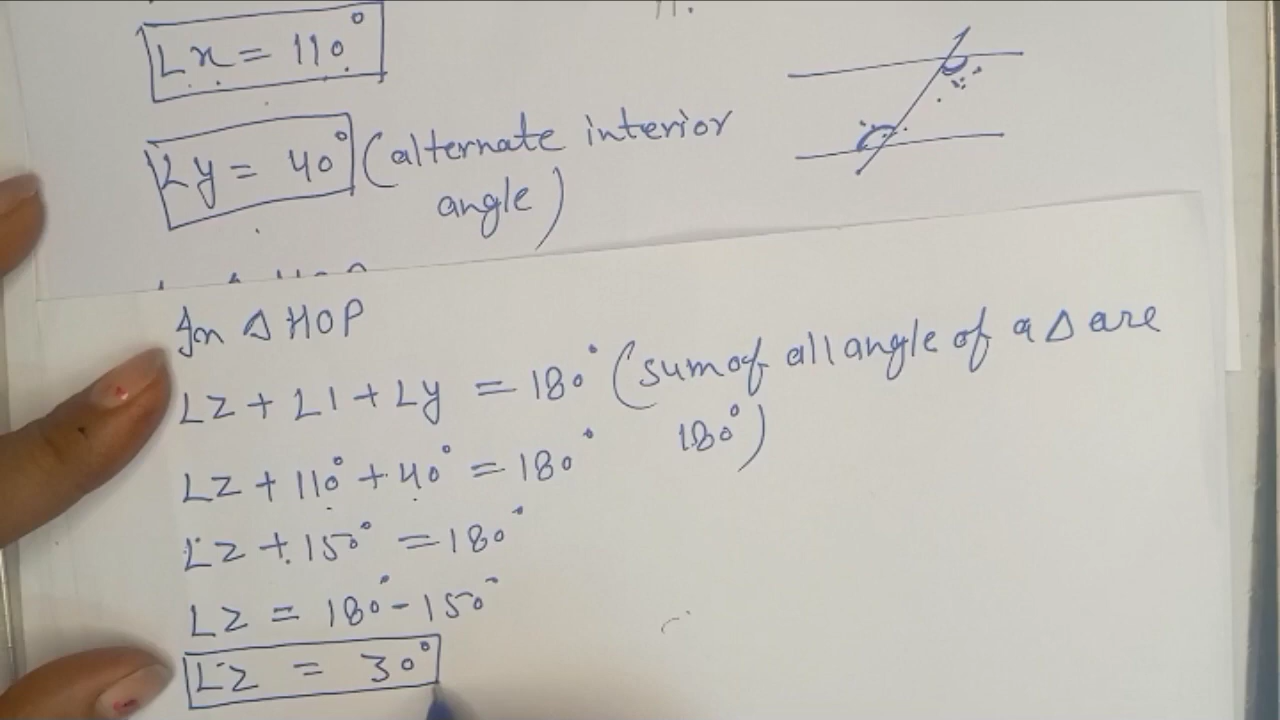 ∠x = 110°
∠y = 40° (alternate interior
angle)
In Δ HOP
∠z + ∠1 + ∠y = 180° (sum of all angle of a Δ are
180°)
∠z + 110° + 40° = 180°
∠z + 150° = 180°
∠z = 180° - 150°
∠z = 30°